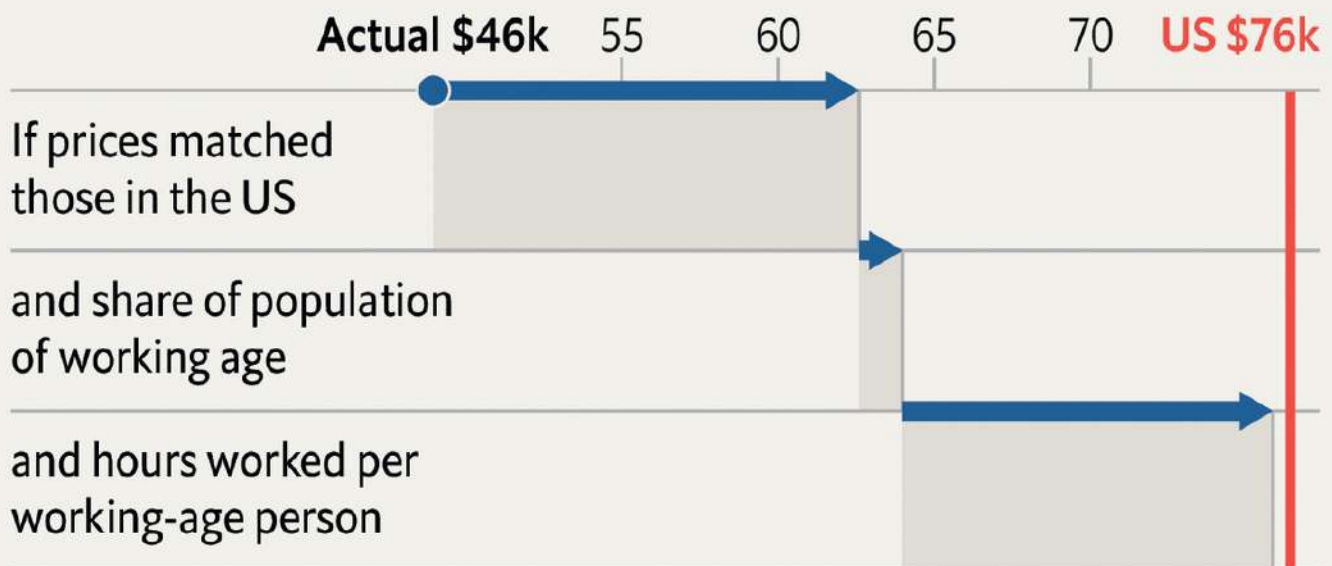 Actual $46k 55 60 65 70 US $76k
If prices matched
those in the US
and share of population
of working age
and hours worked per
working-age person